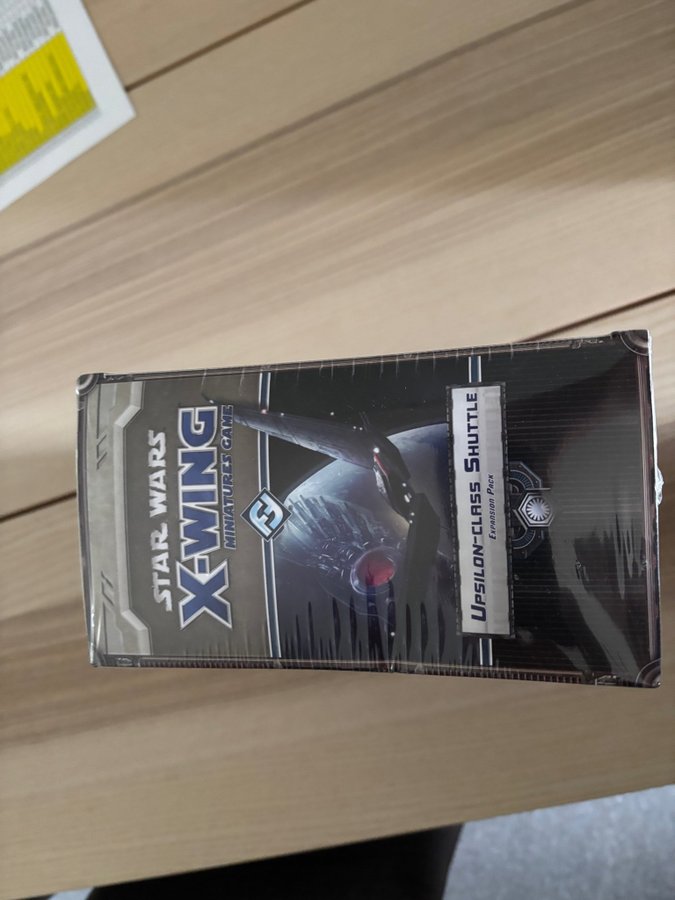 STAR WARS
X-WING
MINIATURES GAME
UPSILON-CLASS SHUTTLE
EXPANSION PACK